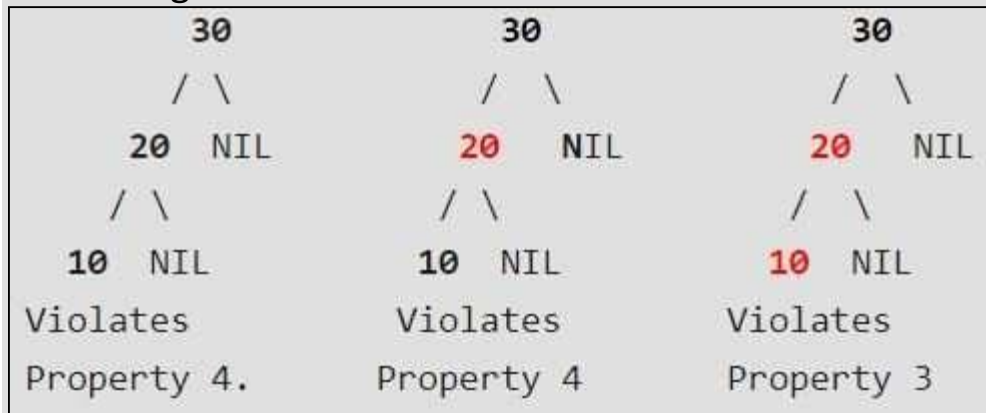 30 30 30
/ \ / \ / \
20 NIL 20 NIL 20 NIL
/ \ / \ / \
10 NIL 10 NIL 10 NIL
Violates Violates Violates
Property 4. Property 4 Property 3